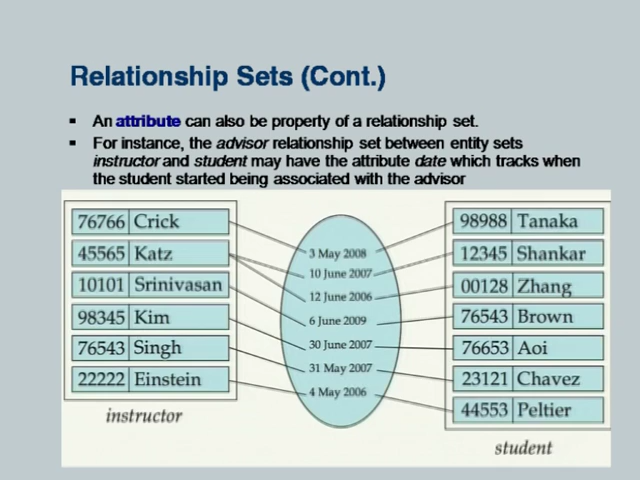 Relationship Sets (Cont.)
An attribute can also be property of a relationship set.
For instance, the advisor relationship set between entity sets
instructor and student may have the attribute date which tracks when
the student started being associated with the advisor
76766 Crick
45565 Katz
10101 Srinivasan
98345 Kim
76543 Singh
22222 Einstein
instructor
3 May 2008
10 June 2007
12 June 2006
6 June 2009
30 June 2007
31 May 2007
4 May 2006
98988 Tanaka
12345 Shankar
00128 Zhang
76543 Brown
76653 Aoi
23121 Chavez
44553 Peltier
student